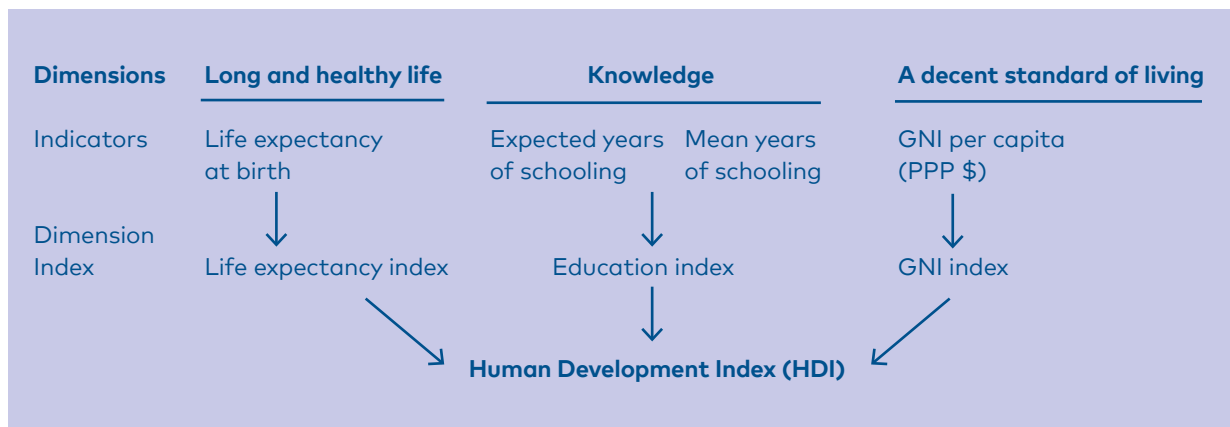 Dimensions Long and healthy life Knowledge A decent standard of living
Indicators Life expectancy at birth Expected years of schooling Mean years of schooling GNI per capita (PPP $)
Dimension Index Life expectancy index Education index GNI index
Human Development Index (HDI)